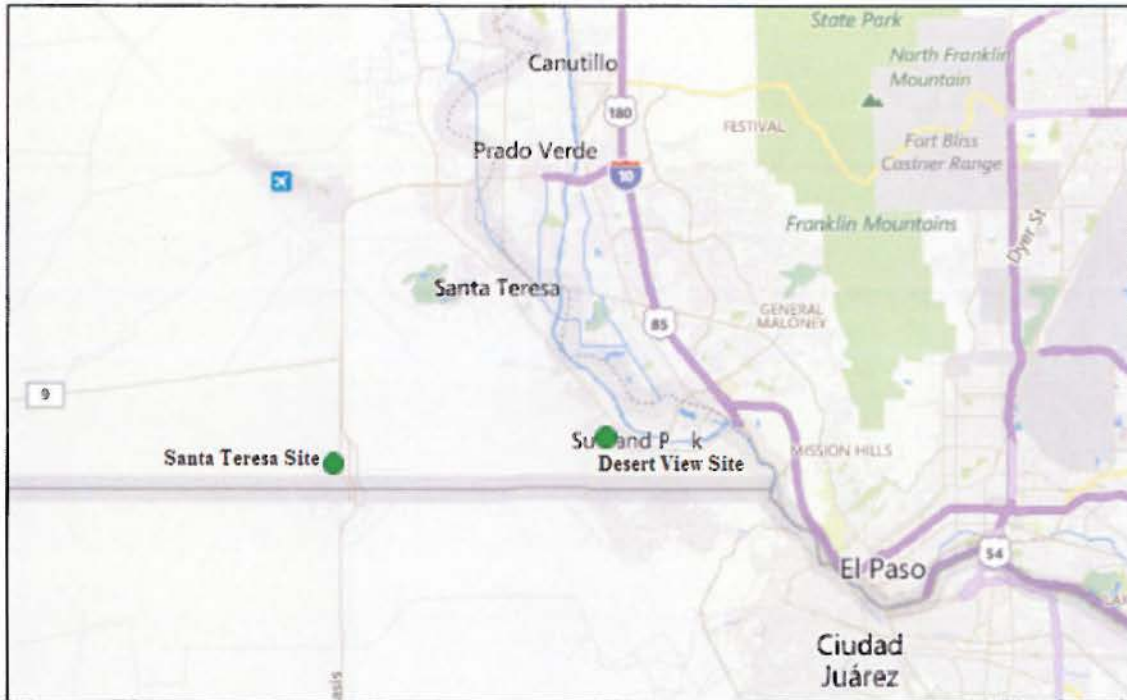 State Park
North Franklin
Mountain
Canutillo
180
FESTIVAL
Fort Bliss
Castner Range
Prado Verde
10
Franklin Mountains
Dyer St
Santa Teresa
GENERAL
MALONEY
85
9
Santa Teresa Site
Desert View Site
MISSION HILLS
El Paso
54
Ciudad
Juárez